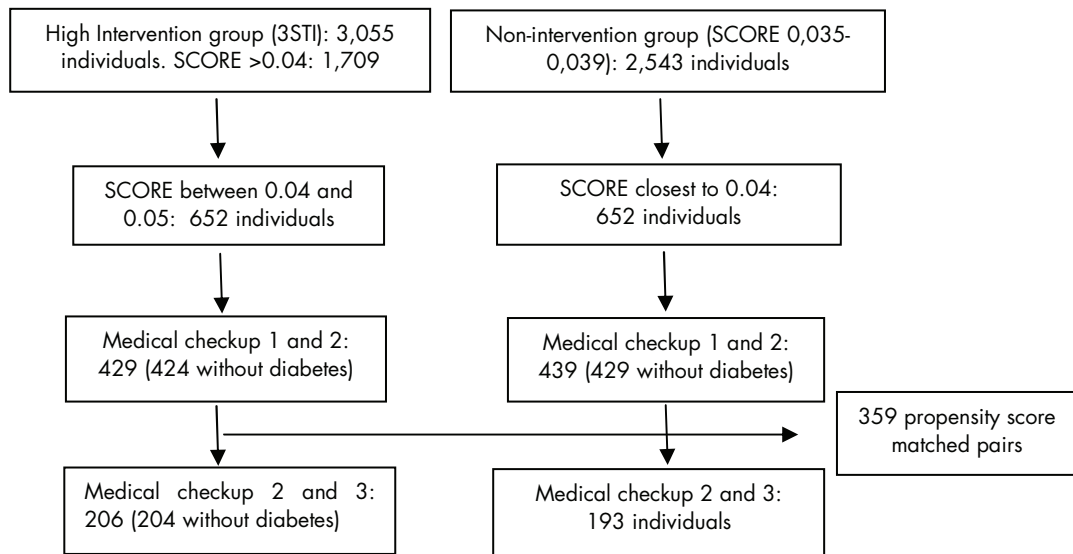 High Intervention group (3STI): 3,055
individuals. SCORE >0.04: 1,709
Non-intervention group (SCORE 0,035-
0,039): 2,543 individuals
SCORE between 0.04 and
0.05: 652 individuals
SCORE closest to 0.04:
652 individuals
Medical checkup 1 and 2:
429 (424 without diabetes)
Medical checkup 1 and 2:
439 (429 without diabetes)
359 propensity score
matched pairs
Medical checkup 2 and 3:
206 (204 without diabetes)
Medical checkup 2 and 3:
193 individuals